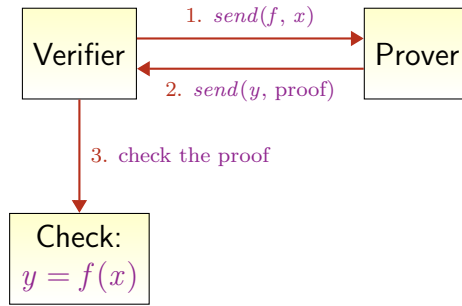 1. send(f, x)
Verifier
Prover
2. send(y, proof)
3. check the proof
Check:
y = f(x)